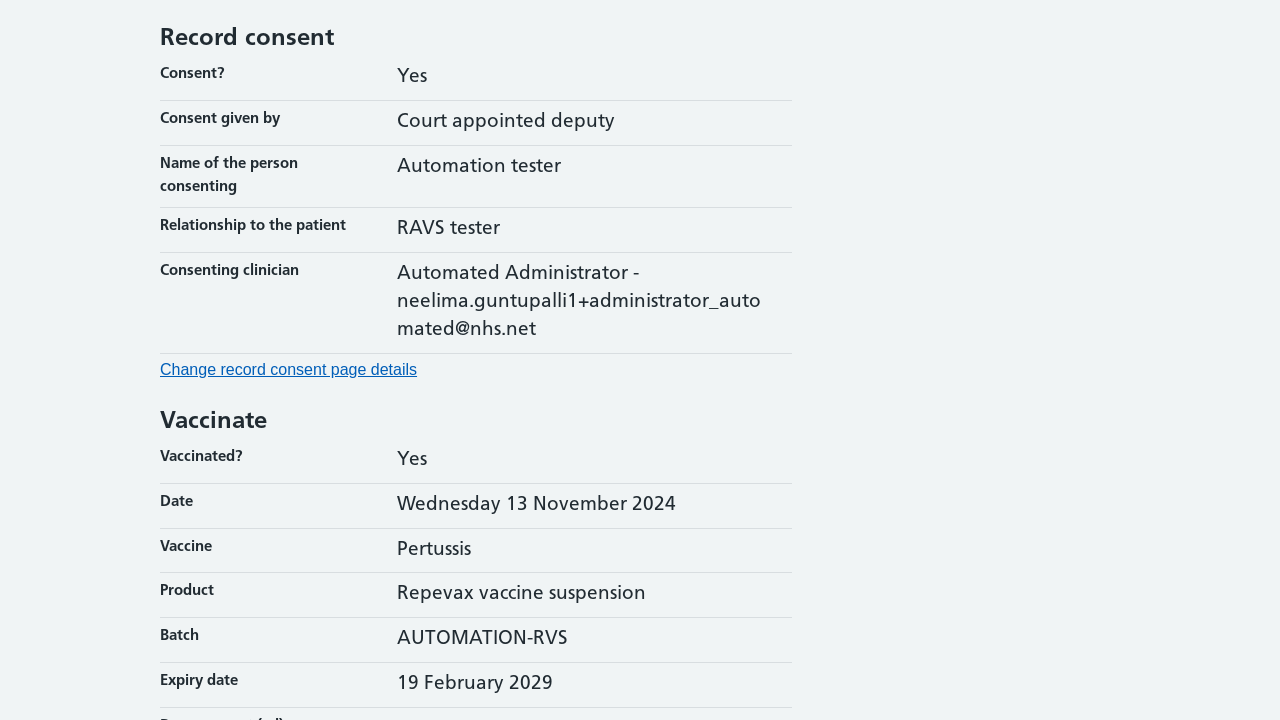 Record consent
Consent? Yes
Consent given by Court appointed deputy
Name of the person consenting Automation tester
Relationship to the patient RAVS tester
Consenting clinician Automated Administrator -
neelima.guntupalli1+administrator_auto
mated@nhs.net
Change record consent page details
Vaccinate
Vaccinated? Yes
Date Wednesday 13 November 2024
Vaccine Pertussis
Product Repevax vaccine suspension
Batch AUTOMATION-RVS
Expiry date 19 February 2029